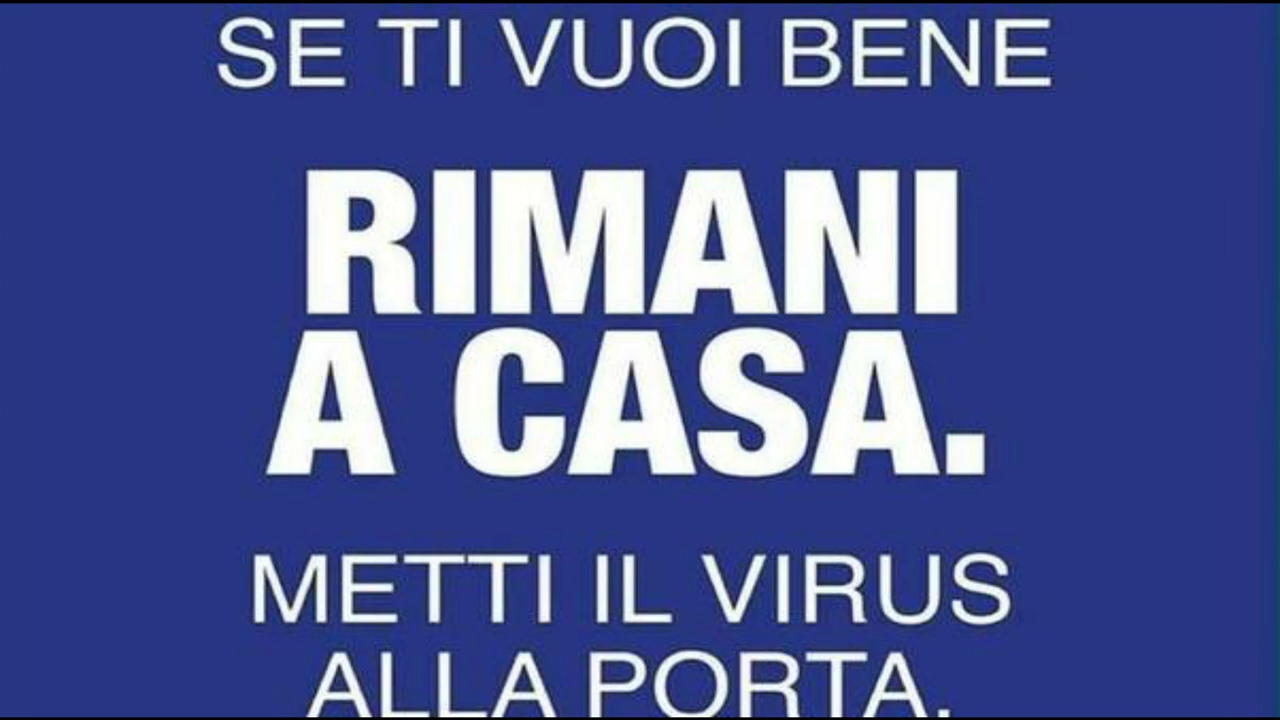 SE TI VUOI BENE
RIMANI
A CASA.
METTI IL VIRUS
ALLA PORTA.